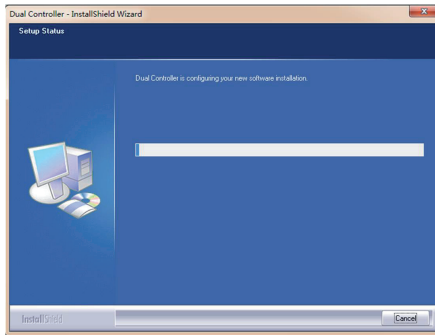 Dual Controller - InstallShield Wizard
Setup Status
Dual Controller is configuring your new software installation.
InstallShield
Cancel